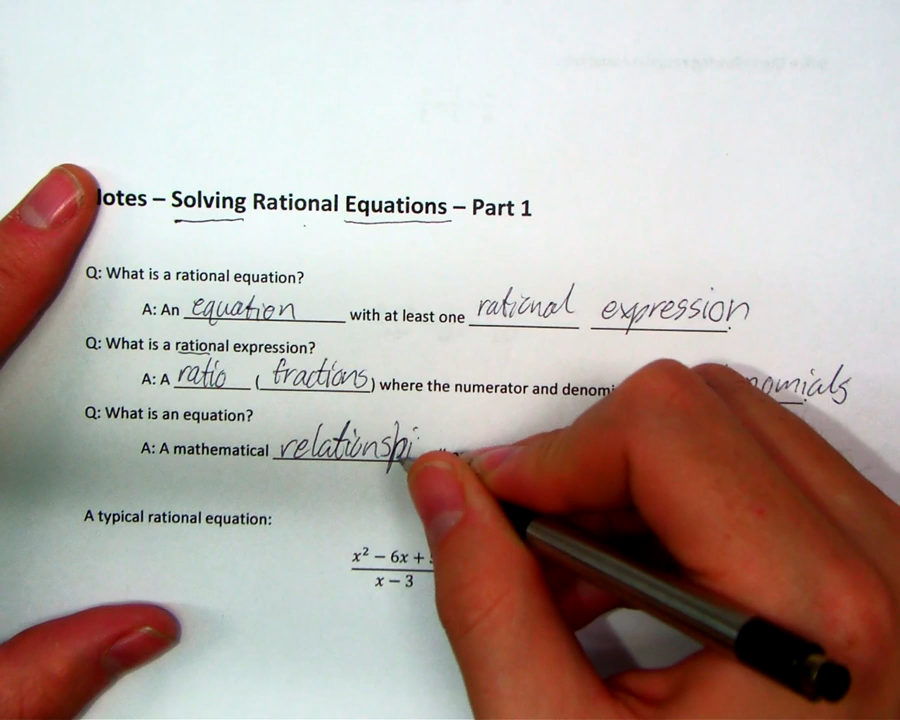 Notes – Solving Rational Equations – Part 1
Q: What is a rational equation?
A: An equation with at least one rational expression.
Q: What is a rational expression?
A: A ratio (fractions) where the numerator and denomi nomials
Q: What is an equation?
A: A mathematical relationshi
A typical rational equation:
x² – 6x +
x – 3